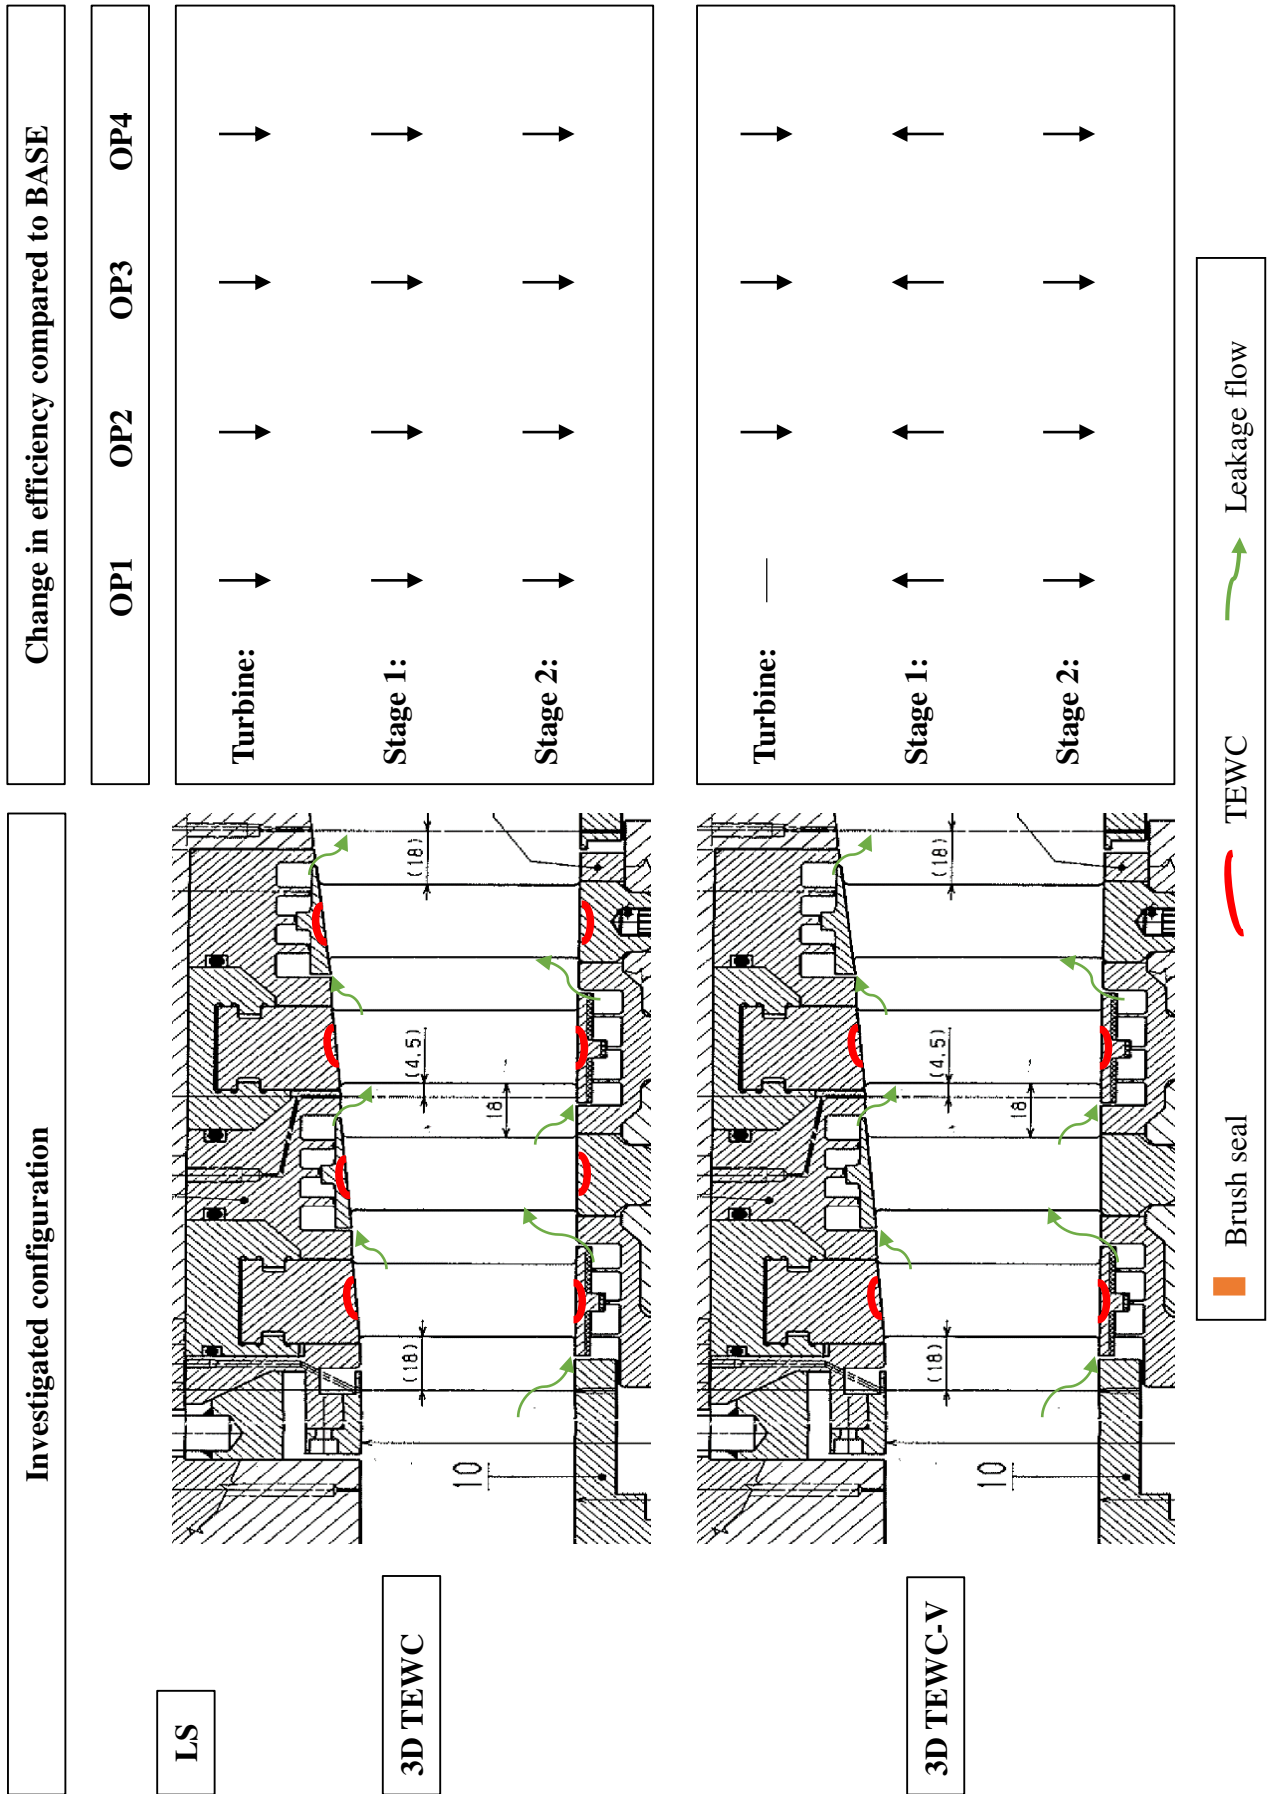 Investigated configuration
Change in efficiency compared to BASE
OP1 OP2 OP3 OP4
LS
3D TEWC
10
(18)
18
(4,5)
(18)
Turbine:
Stage 1:
Stage 2:
3D TEWC-V
10
(18)
18
(4,5)
(18)
Turbine:
Stage 1:
Stage 2:
Brush seal
TEWC
Leakage flow